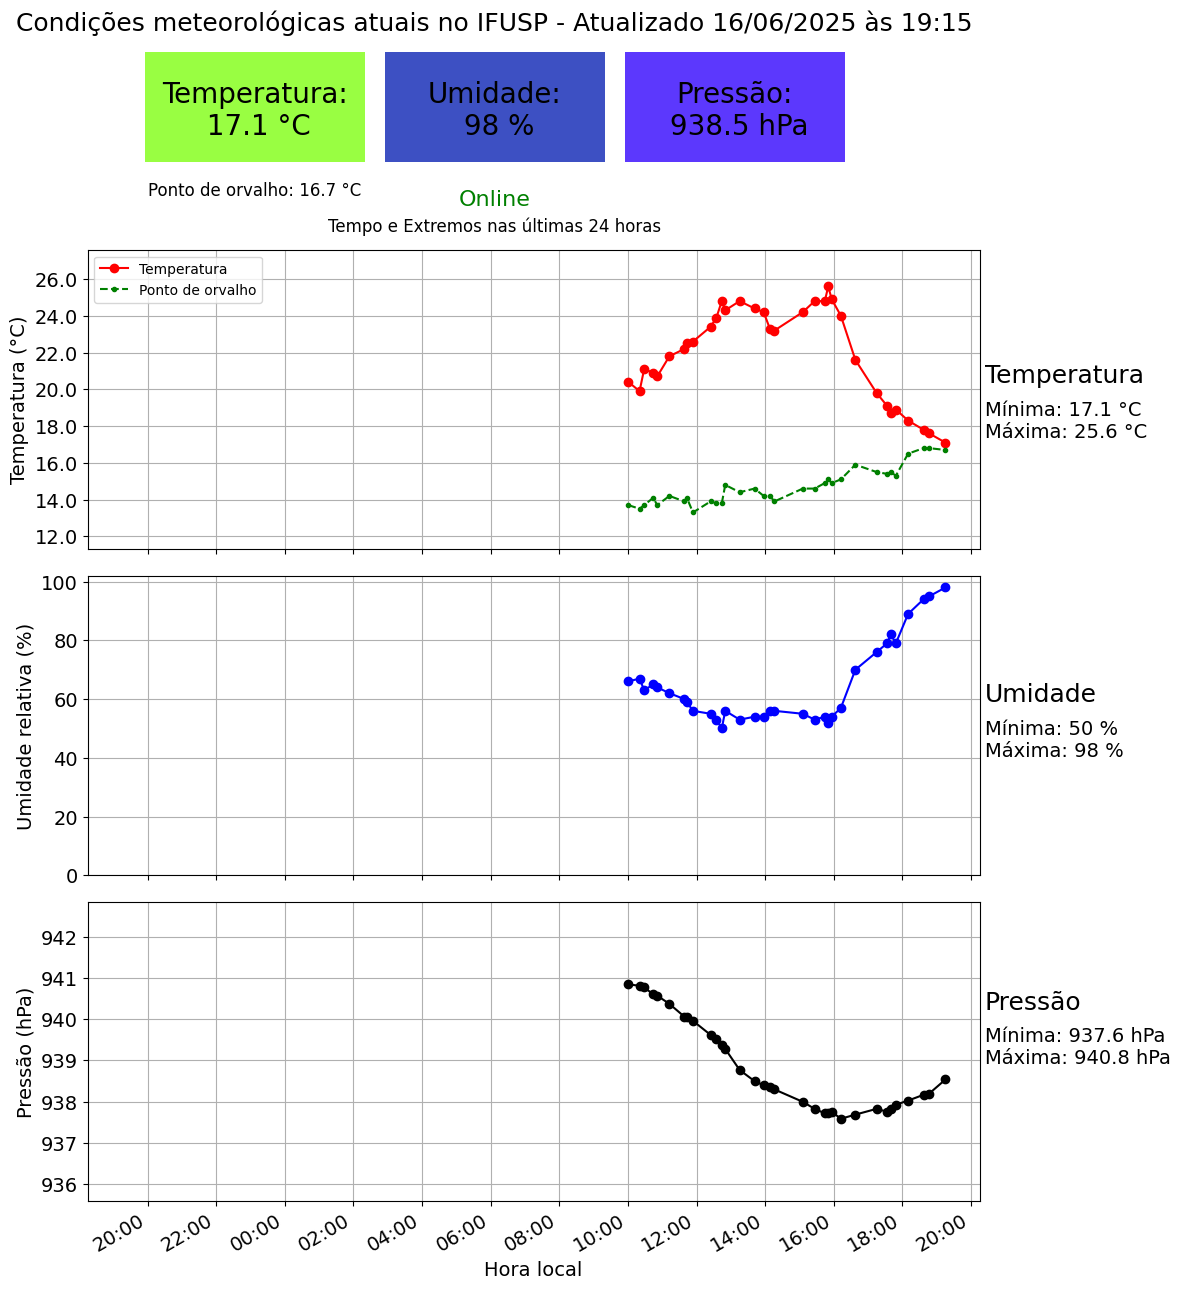 Condições meteorológicas atuais no IFUSP - Atualizado 16/06/2025 às 19:15
Temperatura:
17.1 °C
Umidade:
98 %
Pressão:
938.5 hPa
Ponto de orvalho: 16.7 °C
Online
Tempo e Extremos nas últimas 24 horas
Temperatura (°C)
26.0
24.0
22.0
20.0
18.0
16.0
14.0
12.0
Temperatura
Ponto de orvalho
Temperatura
Mínima: 17.1 °C
Máxima: 25.6 °C
Umidade relativa (%)
100
80
60
40
20
0
Umidade
Mínima: 50 %
Máxima: 98 %
Pressão (hPa)
942
941
940
939
938
937
936
Pressão
Mínima: 937.6 hPa
Máxima: 940.8 hPa
20:00 22:00 00:00 02:00 04:00 06:00 08:00 10:00 12:00 14:00 16:00 18:00 20:00
Hora local